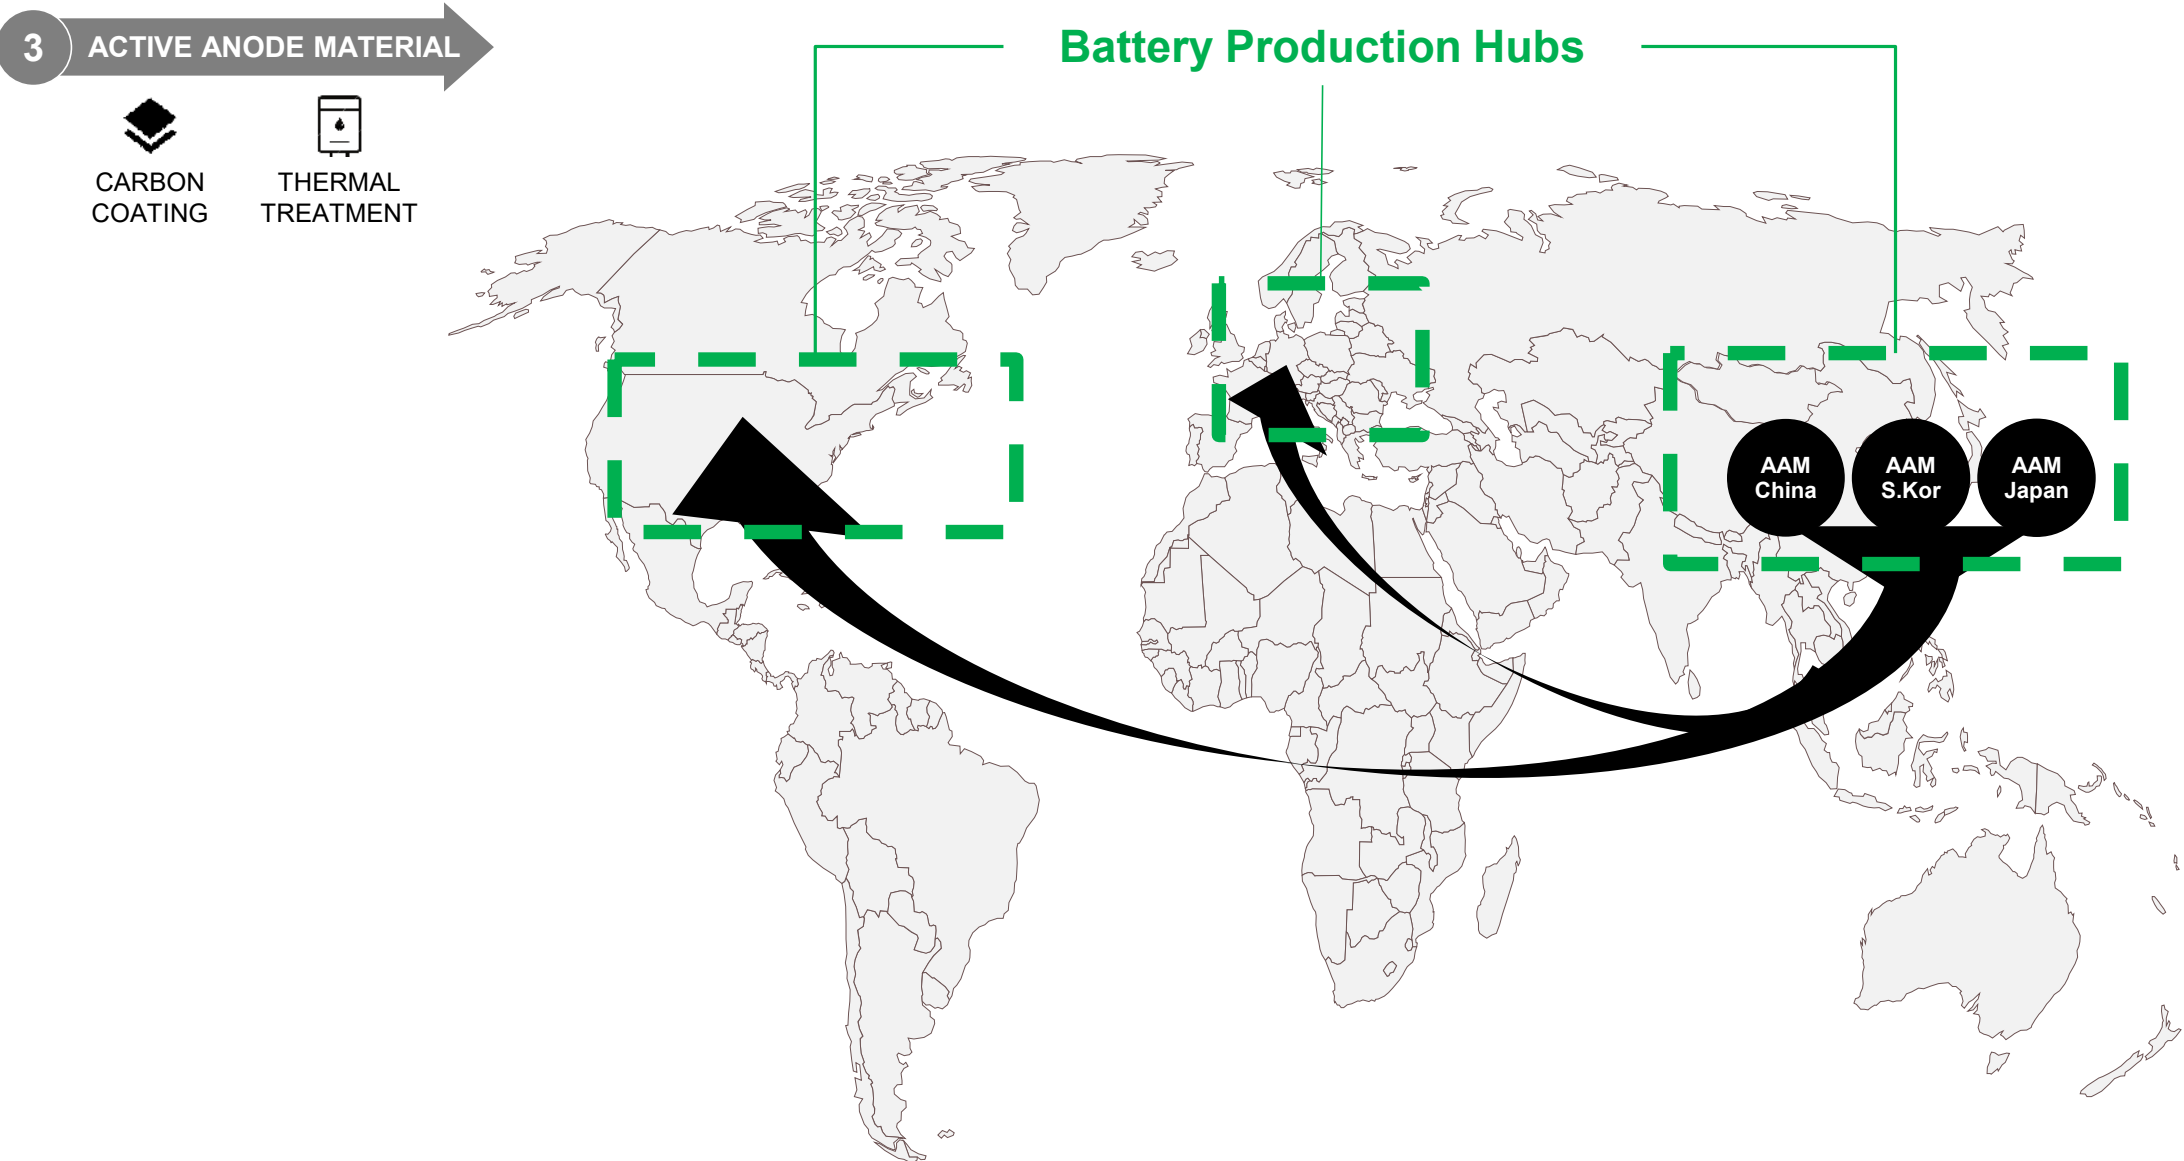 3
ACTIVE ANODE MATERIAL
Battery Production Hubs
CARBON
COATING
THERMAL
TREATMENT
AAM
China
AAM
S.Kor
AAM
Japan